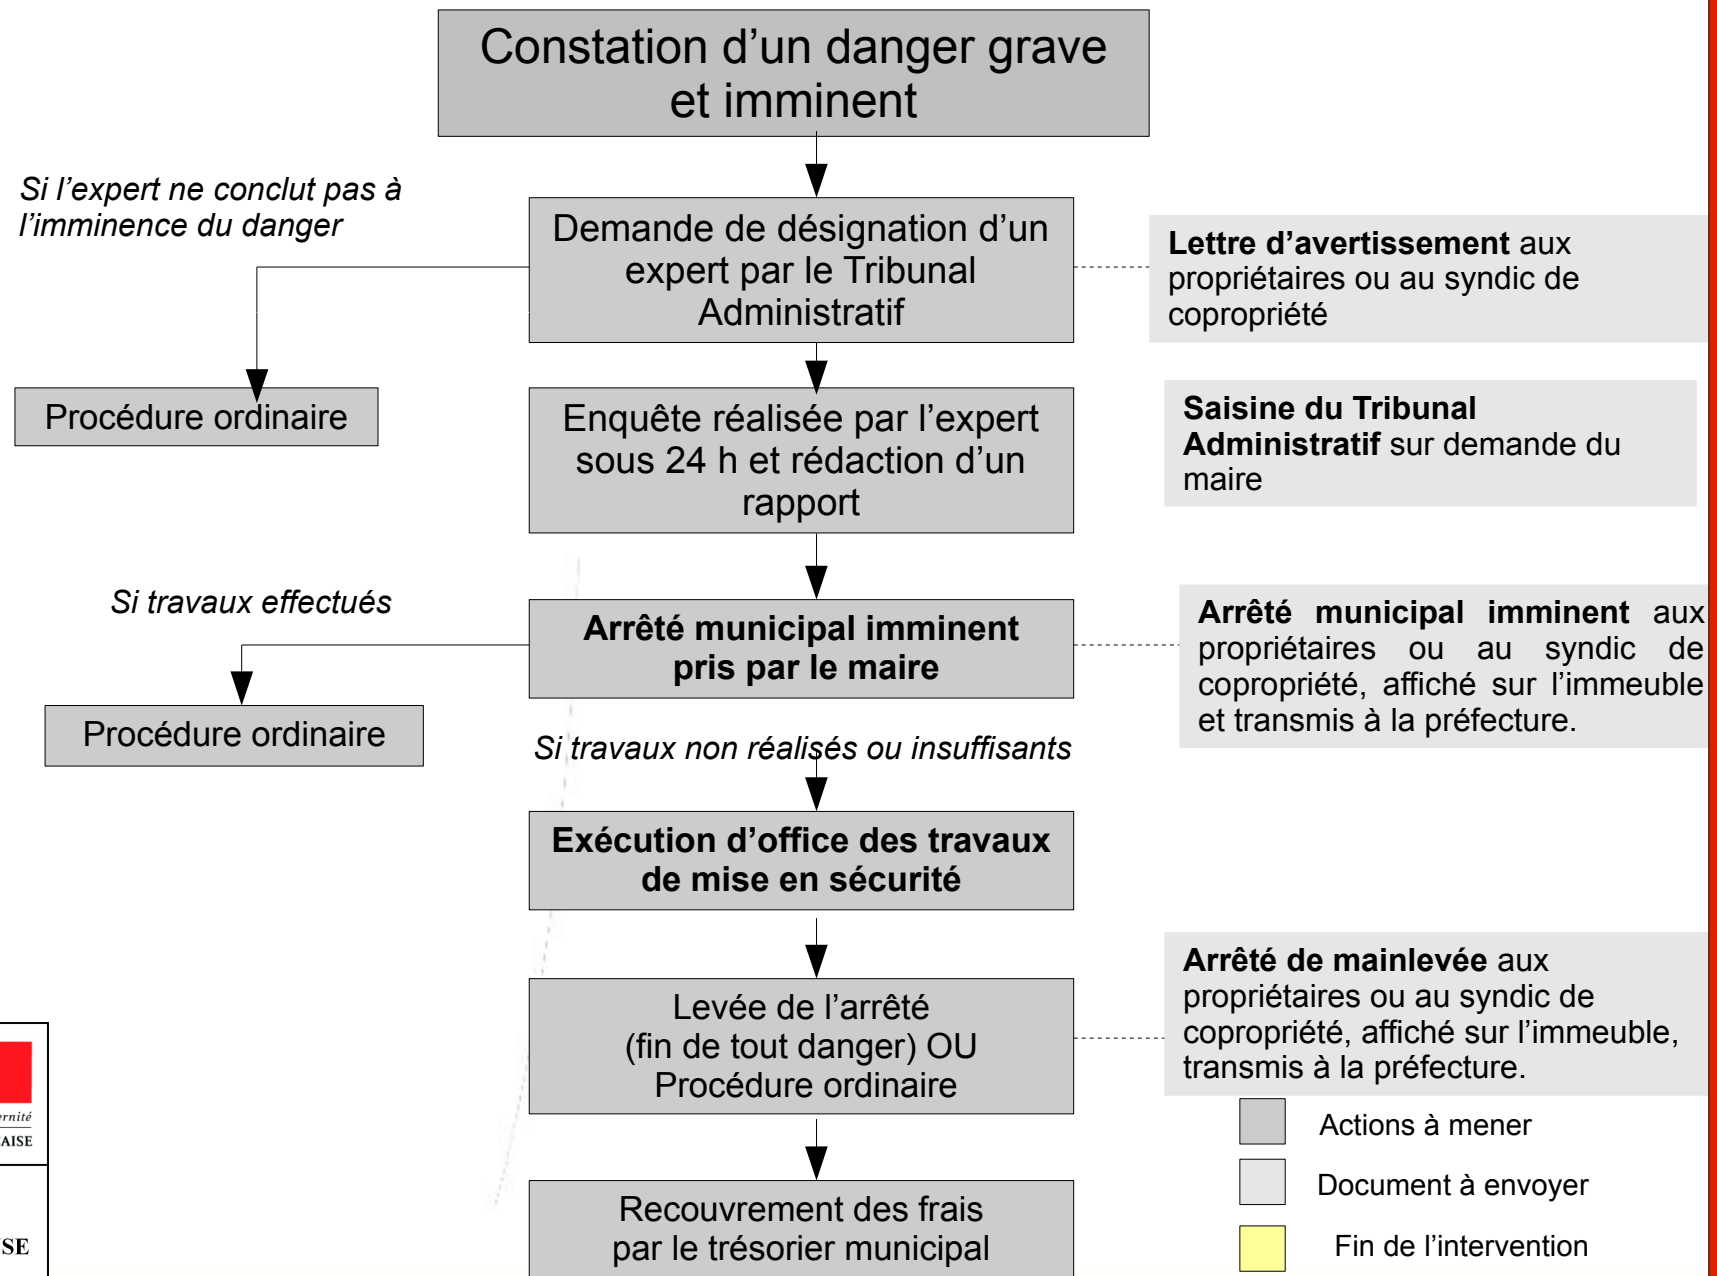 Constation d’un danger grave
et imminent
Si l’expert ne conclut pas à
l’imminence du danger
Demande de désignation d’un
expert par le Tribunal
Administratif
Lettre d’avertissement aux
propriétaires ou au syndic de
copropriété
Procédure ordinaire
Enquête réalisée par l’expert
sous 24 h et rédaction d’un
rapport
Saisine du Tribunal
Administratif sur demande du
maire
Si travaux effectués
Arrêté municipal imminent
pris par le maire
Arrêté municipal imminent aux
propriétaires ou au syndic de
copropriété, affiché sur l’immeuble
et transmis à la préfecture.
Procédure ordinaire
Si travaux non réalisés ou insuffisants
Exécution d’office des travaux
de mise en sécurité
Levée de l’arrêté
(fin de tout danger) OU
Procédure ordinaire
Arrêté de mainlevée aux
propriétaires ou au syndic de
copropriété, affiché sur l’immeuble,
transmis à la préfecture.
Recouvrement des frais
par le trésorier municipal
Actions à mener
Document à envoyer
Fin de l’intervention